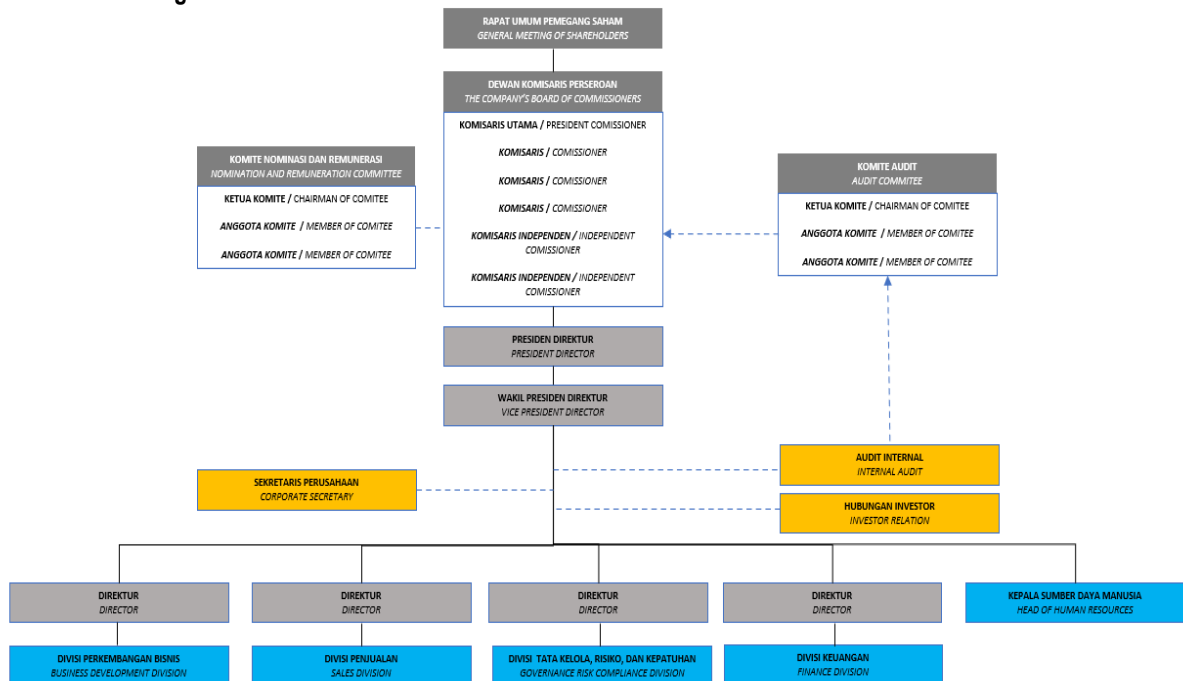 RAPAT UMUM PEMEGANG SAHAM
GENERAL MEETING OF SHAREHOLDERS
DEWAN KOMISARIS PERSEROAN
THE COMPANY'S BOARD OF COMMISSIONERS
KOMISARIS UTAMA / PRESIDENT COMISSIONER
KOMISARIS / COMISSIONER
KOMISARIS / COMISSIONER
KOMISARIS / COMISSIONER
KOMISARIS INDEPENDEN / INDEPENDENT
COMISSIONER
KOMISARIS INDEPENDEN / INDEPENDENT
COMISSIONER
KOMITE NOMINASI DAN REMUNERASI
NOMINATION AND REMUNERATION COMMITTEE
KETUA KOMITE / CHAIRMAN OF COMITEE
ANGGOTA KOMITE / MEMBER OF COMITEE
ANGGOTA KOMITE / MEMBER OF COMITEE
KOMITE AUDIT
AUDIT COMMITEE
KETUA KOMITE / CHAIRMAN OF COMITEE
ANGGOTA KOMITE / MEMBER OF COMITEE
ANGGOTA KOMITE / MEMBER OF COMITEE
PRESIDEN DIREKTUR
PRESIDENT DIRECTOR
WAKIL PRESIDEN DIREKTUR
VICE PRESIDENT DIRECTOR
SEKRETARIS PERUSAHAAN
CORPORATE SECRETARY
AUDIT INTERNAL
INTERNAL AUDIT
HUBUNGAN INVESTOR
INVESTOR RELATION
DIREKTUR
DIRECTOR
DIREKTUR
DIRECTOR
DIREKTUR
DIRECTOR
DIREKTUR
DIRECTOR
KEPALA SUMBER DAYA MANUSIA
HEAD OF HUMAN RESOURCES
DIVISI PERKEMBANGAN BISNIS
BUSINESS DEVELOPMENT DIVISION
DIVISI PENJUALAN
SALES DIVISION
DIVISI TATA KELOLA, RISIKO, DAN KEPATUHAN
GOVERNANCE RISK COMPLIANCE DIVISION
DIVISI KEUANGAN
FINANCE DIVISION